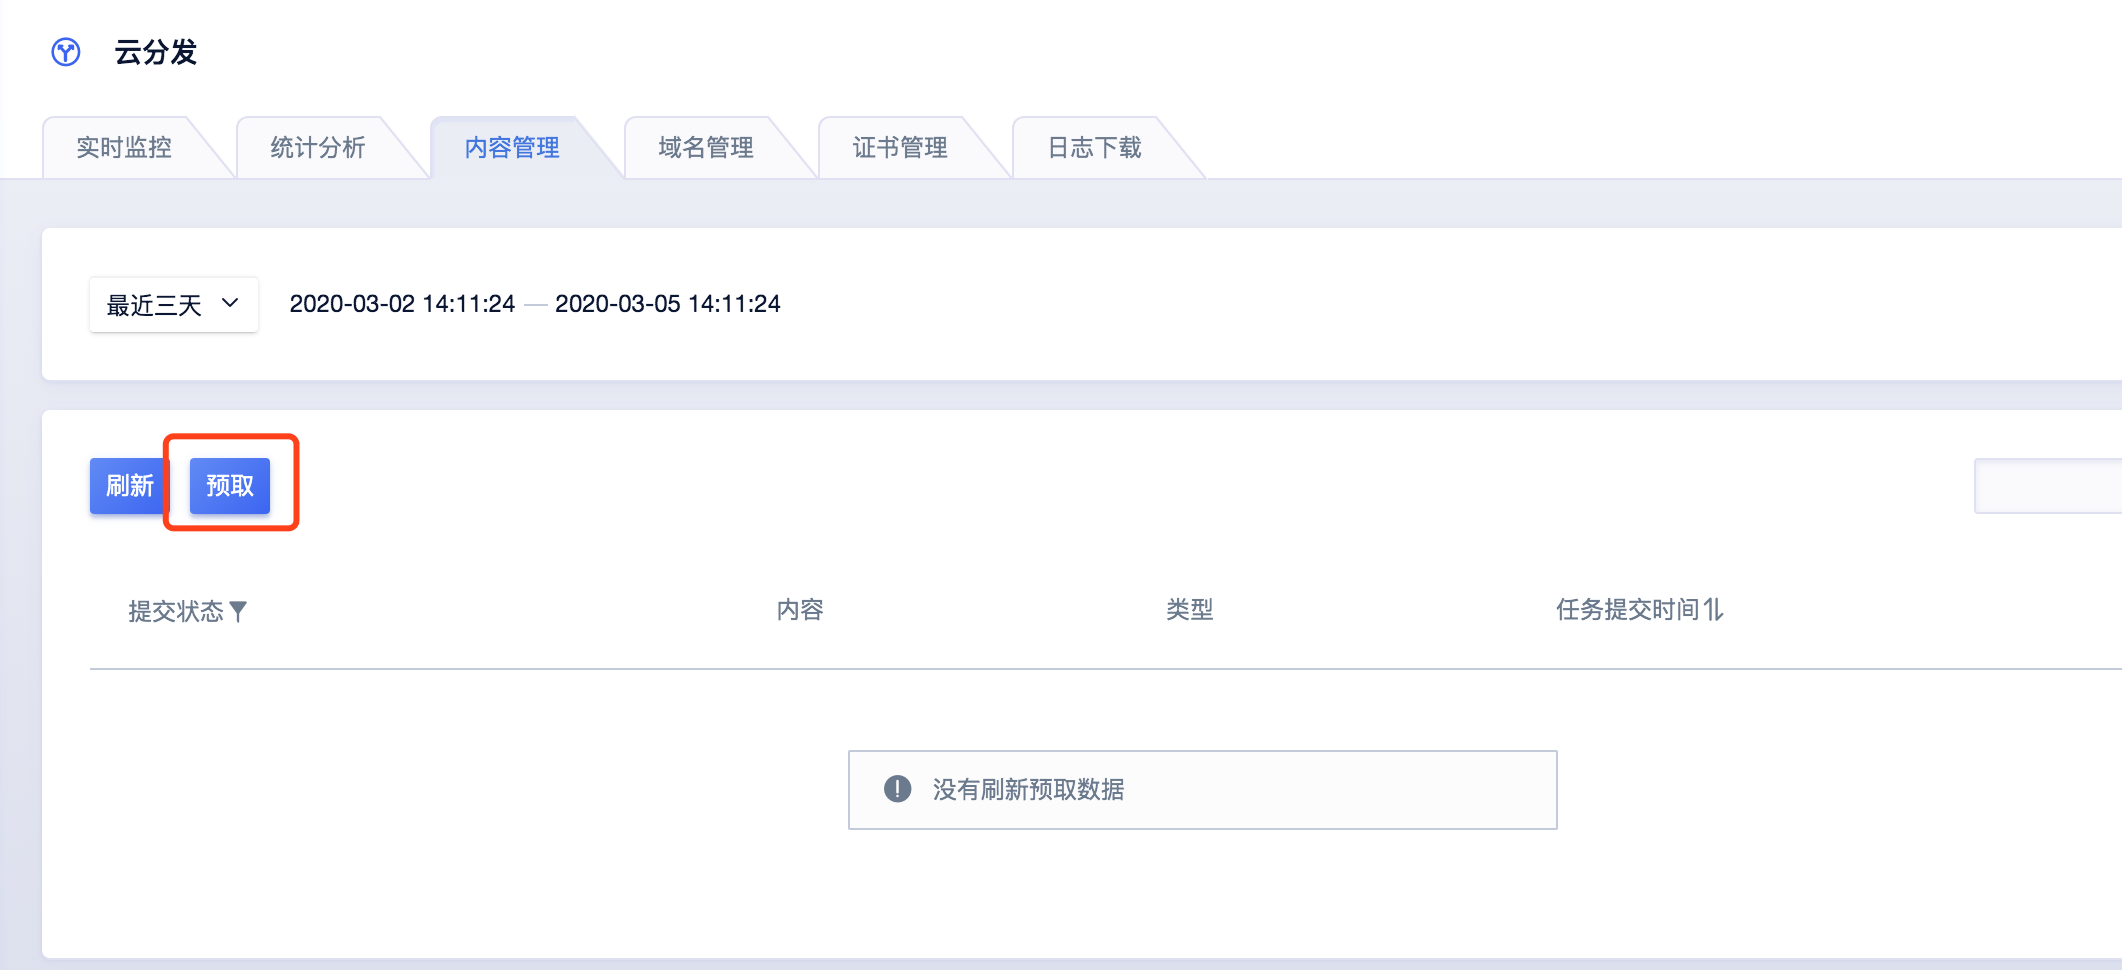 云分发
实时监控 统计分析 内容管理 域名管理 证书管理 日志下载
最近三天 2020-03-02 14:11:24 — 2020-03-05 14:11:24
刷新 预取
提交状态 内容 类型 任务提交时间
没有刷新预取数据